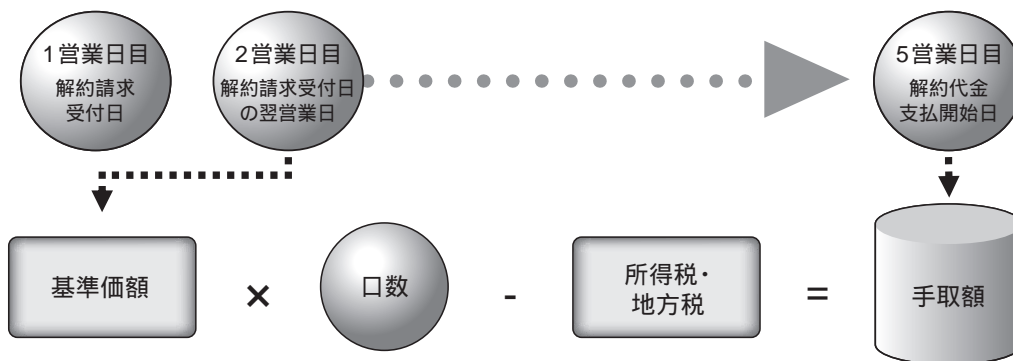 1営業日目
解約請求
受付日
2営業日目
解約請求受付日
の翌営業日
5営業日目
解約代金
支払開始日
基準価額
×
口数
-
所得税・
地方税
=
手取額